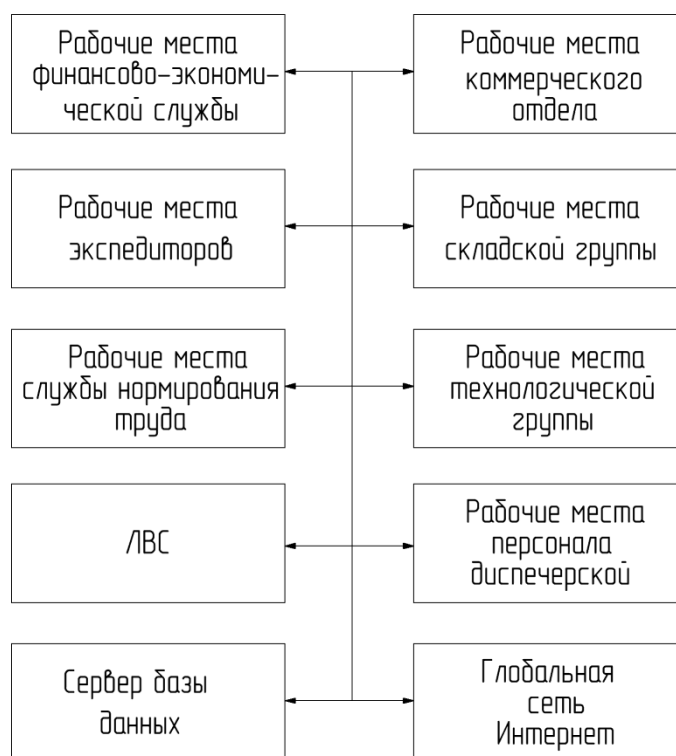 Рабочие места
финансово-экономи-
ческой службы
Рабочие места
коммерческого
отдела
Рабочие места
экспедиторов
Рабочие места
складской группы
Рабочие места
службы нормирования
труда
Рабочие места
технологической
группы
ЛВС
Рабочие места
персонала
диспечерской
Сервер базы
данных
Глобальная
сеть
Интернет